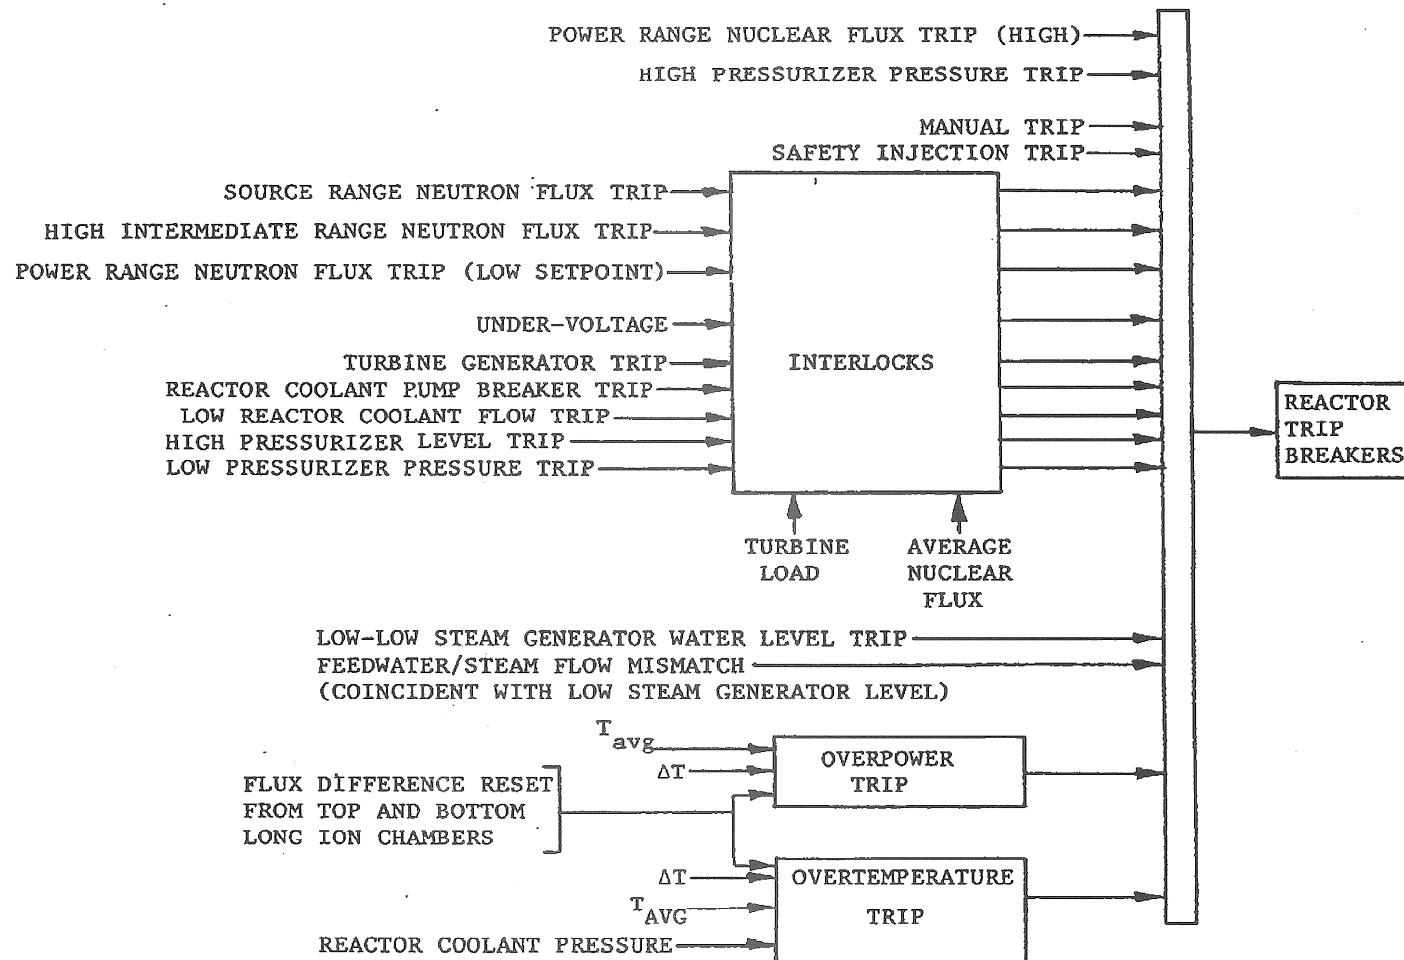 POWER RANGE NUCLEAR FLUX TRIP (HIGH)
HIGH PRESSURIZER PRESSURE TRIP
MANUAL TRIP
SAFETY INJECTION TRIP
SOURCE RANGE NEUTRON FLUX TRIP
HIGH INTERMEDIATE RANGE NEUTRON FLUX TRIP
POWER RANGE NEUTRON FLUX TRIP (LOW SETPOINT)
UNDER-VOLTAGE
TURBINE GENERATOR TRIP
REACTOR COOLANT PUMP BREAKER TRIP
LOW REACTOR COOLANT FLOW TRIP
HIGH PRESSURIZER LEVEL TRIP
LOW PRESSURIZER PRESSURE TRIP
INTERLOCKS
REACTOR
TRIP
BREAKERS
TURBINE
LOAD
AVERAGE
NUCLEAR
FLUX
LOW-LOW STEAM GENERATOR WATER LEVEL TRIP
FEEDWATER/STEAM FLOW MISMATCH
(COINCIDENT WITH LOW STEAM GENERATOR LEVEL)
Tavg
ΔT
OVERPOWER
TRIP
FLUX DIFFERENCE RESET
FROM TOP AND BOTTOM
LONG ION CHAMBERS
ΔT
TAVG
REACTOR COOLANT PRESSURE
OVERTEMPERATURE
TRIP